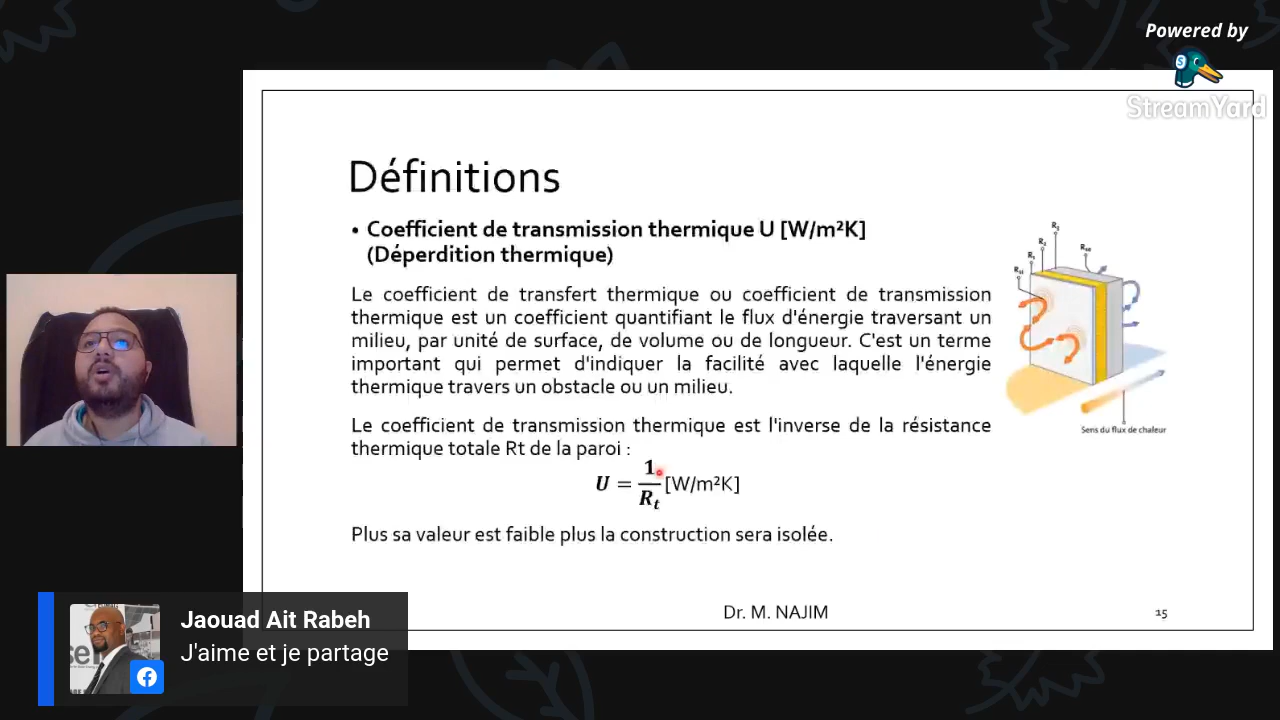 Powered by
StreamYard
Définitions
• Coefficient de transmission thermique U [W/m²K]
(Déperdition thermique)
Le coefficient de transfert thermique ou coefficient de transmission
thermique est un coefficient quantifiant le flux d'énergie traversant un
milieu, par unité de surface, de volume ou de longueur. C'est un terme
important qui permet d'indiquer la facilité avec laquelle l'énergie
thermique travers un obstacle ou un milieu.
Le coefficient de transmission thermique est l'inverse de la résistance
thermique totale Rt de la paroi :
U = 1/Rt [W/m²K]
Plus sa valeur est faible plus la construction sera isolée.
Sens du flux de chaleur
Dr. M. NAJIM
15
Jaouad Ait Rabeh
J'aime et je partage